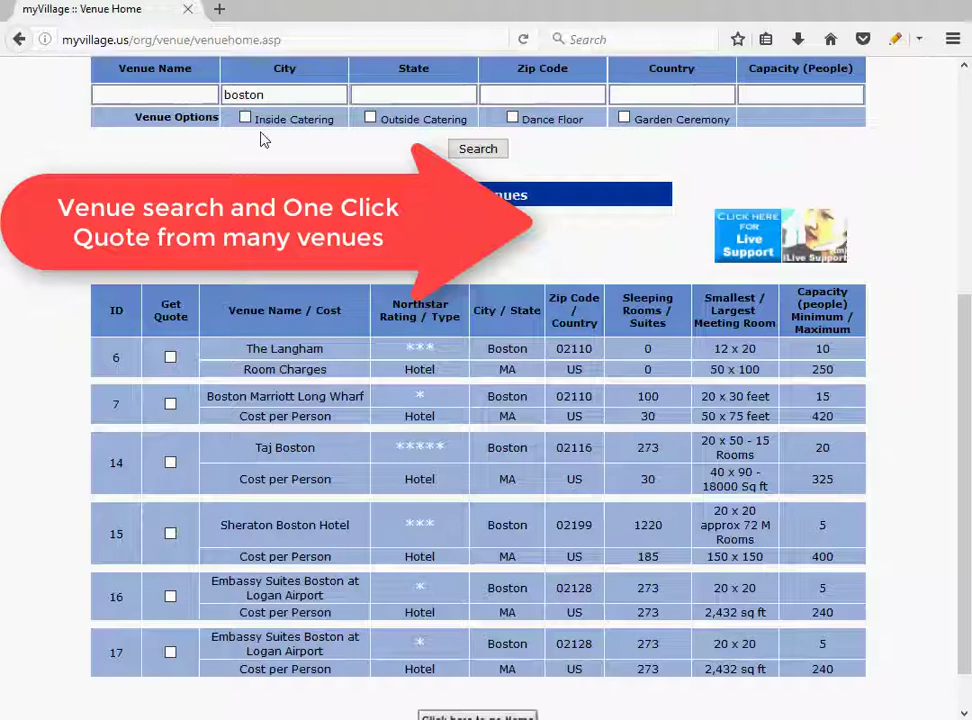 myVillage :: Venue Home
myvillage.us/org/venue/venuehome.asp
Search
Venue Name City State Zip Code Country Capacity (People)
boston
Venue Options Inside Catering Outside Catering Dance Floor Garden Ceremony
Search
Venue search and One Click
Quote from many venues
CLICK HERE
FOR
Live
Support
Live Support
ID Get Quote Venue Name / Cost Northstar Rating / Type City / State Zip Code / Country Sleeping Rooms / Suites Smallest / Largest Meeting Room Capacity (people) Minimum / Maximum
6 The Langham *** Boston 02110 0 12 x 20 10
Room Charges Hotel MA US 0 50 x 100 250
7 Boston Marriott Long Wharf * Boston 02110 100 20 x 30 feet 15
Cost per Person Hotel MA US 30 50 x 75 feet 420
14 Taj Boston ***** Boston 02116 273 20 x 50 - 15 Rooms 20
Cost per Person Hotel MA US 30 40 x 90 - 18000 Sq ft 325
15 Sheraton Boston Hotel *** Boston 02199 1220 20 x 20 approx 72 M Rooms 5
Cost per Person Hotel MA US 185 150 x 150 400
16 Embassy Suites Boston at Logan Airport * Boston 02128 273 20 x 20 5
Cost per Person Hotel MA US 273 2,432 sq ft 240
17 Embassy Suites Boston at Logan Airport * Boston 02128 273 20 x 20 5
Cost per Person Hotel MA US 273 2,432 sq ft 240
Click here to go Home